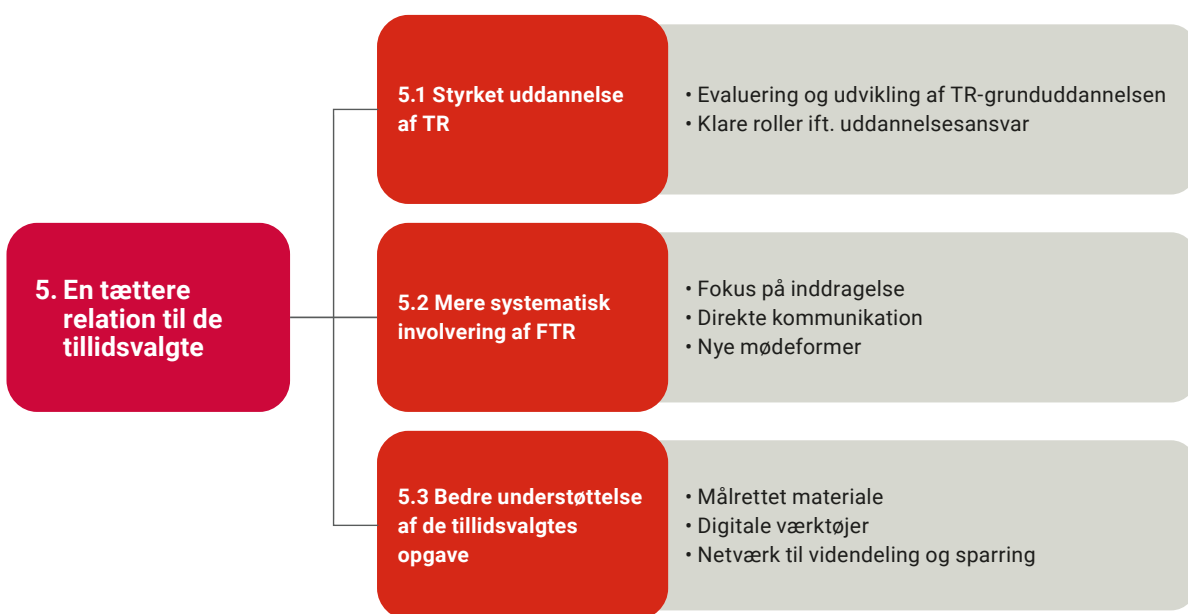 5. En tættere
relation til de
tillidsvalgte
5.1 Styrket uddannelse
af TR
• Evaluering og udvikling af TR-grunduddannelsen
• Klare roller ift. uddannelsesansvar
5.2 Mere systematisk
involvering af FTR
• Fokus på inddragelse
• Direkte kommunikation
• Nye mødeformer
5.3 Bedre understøttelse
af de tillidsvalgtes
opgave
• Målrettet materiale
• Digitale værktøjer
• Netværk til videndeling og sparring